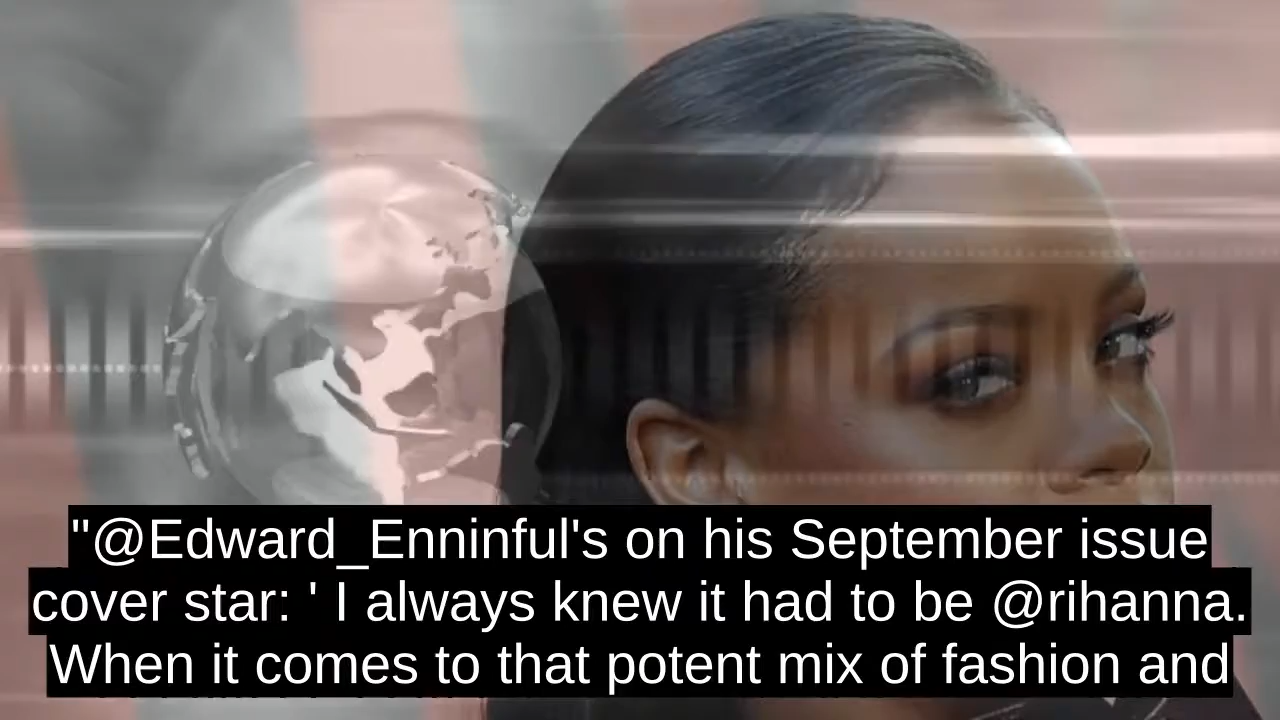 "@Edward_Enninful's on his September issue
cover star: ' I always knew it had to be @rihanna.
When it comes to that potent mix of fashion and